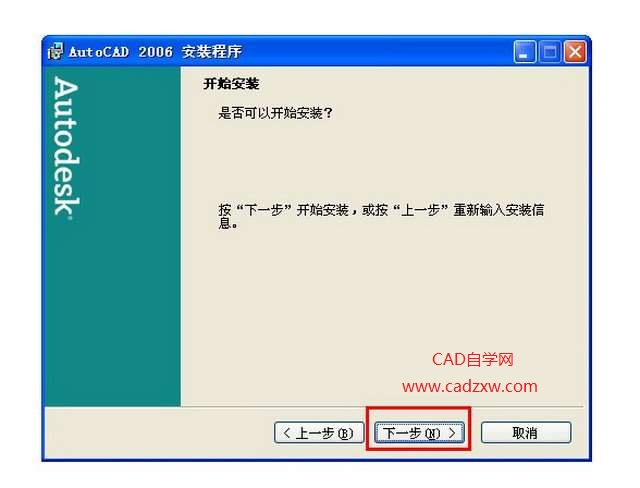 AutoCAD 2006 安装程序
Autodesk
开始安装
是否可以开始安装？
按“下一步”开始安装，或按“上一步”重新输入安装信
息。
CAD自学网
www.cadzxw.com
< 上一步(B)
下一步(N) >
取消